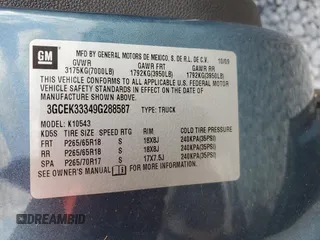 GM
MFD BY GENERAL MOTORS DE MEXICO, S. DE R.L. DE C.V. 10/08
GVWR GAWR FRT GAWR RR
3175KG(7000LB) 1792KG(3950LB) 1792KG(3950LB)
THIS VEHICLE CONFORMS TO ALL APPLICABLE U.S. FEDERAL MOTOR
VEHICLE SAFETY STANDARDS IN EFFECT ON THE DATE OF
MANUFACTURE SHOWN ABOVE.
3GCEK33349G288587 TYPE: TRUCK
MODEL: K10543
KDSS TIRE SIZE SPEED RTG RIM COLD TIRE PRESSURE
FRT P265/65R18 S 18X8J 240KPA(35PSI)
RR P265/65R18 S 18X8J 240KPA(35PSI)
SPA P265/70R17 S 17X7.5J 240KPA(35PSI)
SEE OWNER'S MANUAL FOR ADDITIONAL INFORMATION.
DREAMBID